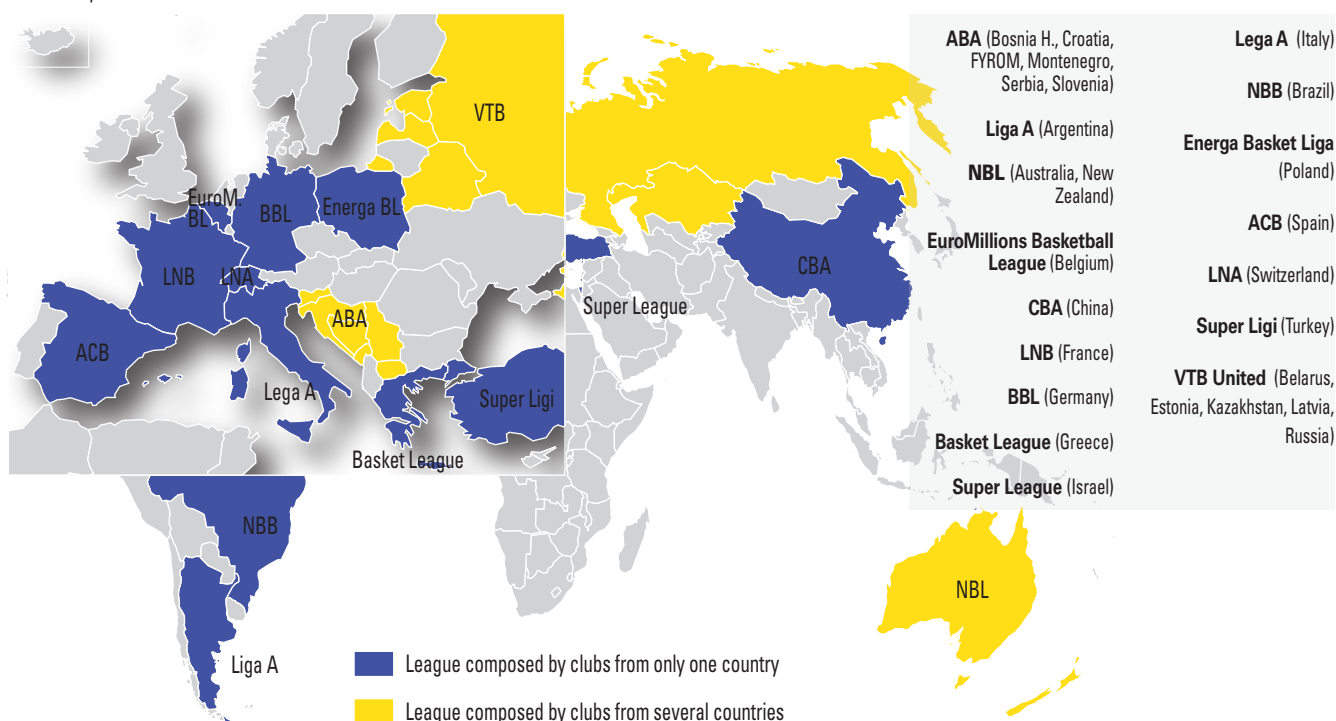 VTB
EuroM.
BL
BBL
Energa BL
LNB
LNA
ABA
ACB
Lega A
Super Ligi
Basket League
Super League
CBA
NBB
Liga A
NBL
League composed by clubs from only one country
League composed by clubs from several countries
ABA (Bosnia H., Croatia,
FYROM, Montenegro,
Serbia, Slovenia)
Liga A (Argentina)
NBL (Australia, New
Zealand)
EuroMillions Basketball
League (Belgium)
CBA (China)
LNB (France)
BBL (Germany)
Basket League (Greece)
Super League (Israel)
Lega A (Italy)
NBB (Brazil)
Energa Basket Liga
(Poland)
ACB (Spain)
LNA (Switzerland)
Super Ligi (Turkey)
VTB United (Belarus,
Estonia, Kazakhstan, Latvia,
Russia)